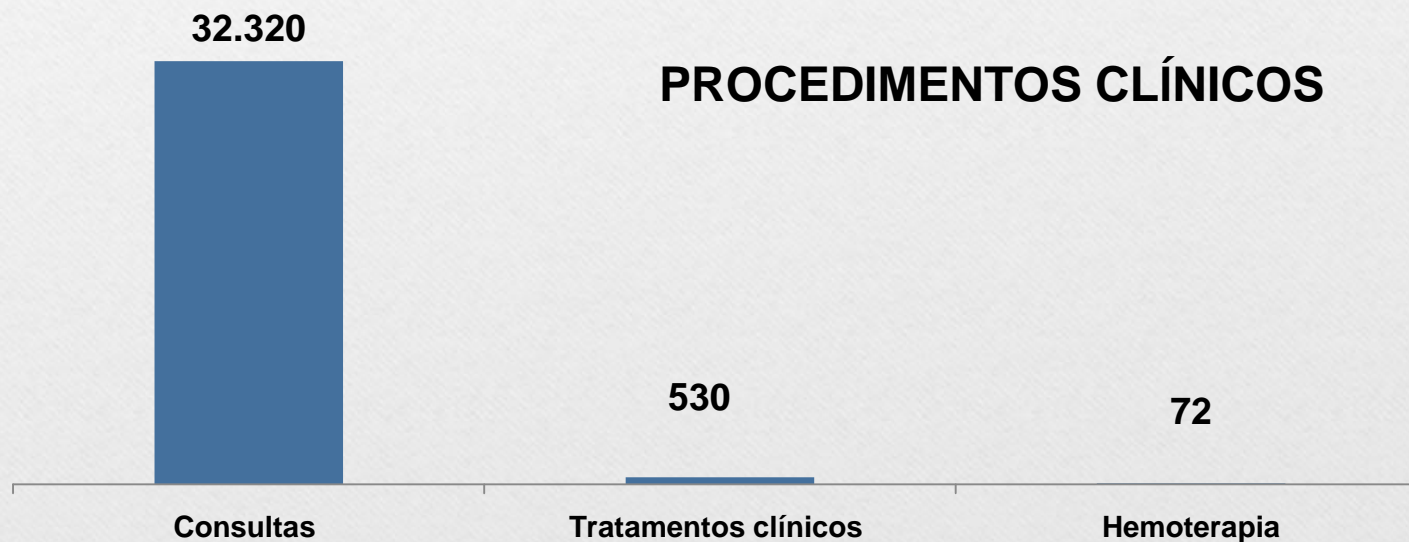 32.320
PROCEDIMENTOS CLÍNICOS
530
72
Consultas
Tratamentos clínicos
Hemoterapia